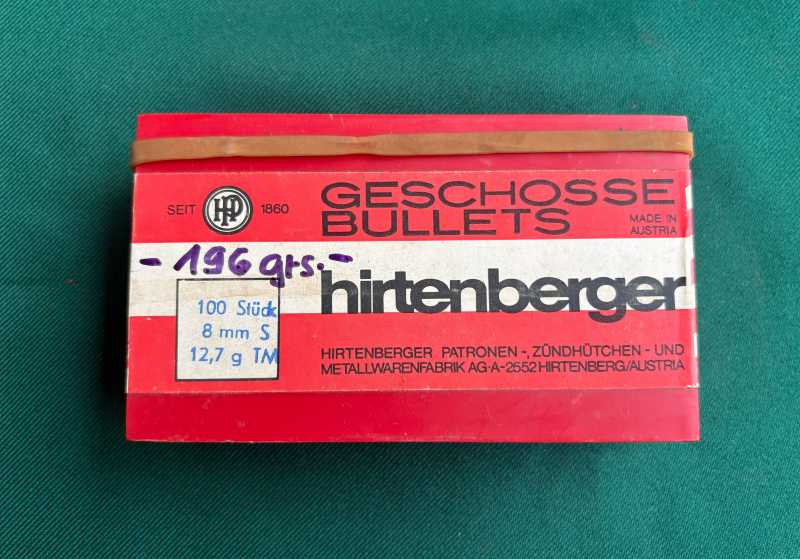 SEIT HP 1860
GESCHOSSE
BULLETS
MADE IN
AUSTRIA
- 196 grs. -
hirtenberger
100 Stück
8 mm S
12,7 g TM
HIRTENBERGER PATRONEN-, ZÜNDHÜTCHEN - UND
METALLWARENFABRIK AG·A-2552 HIRTENBERG/AUSTRIA